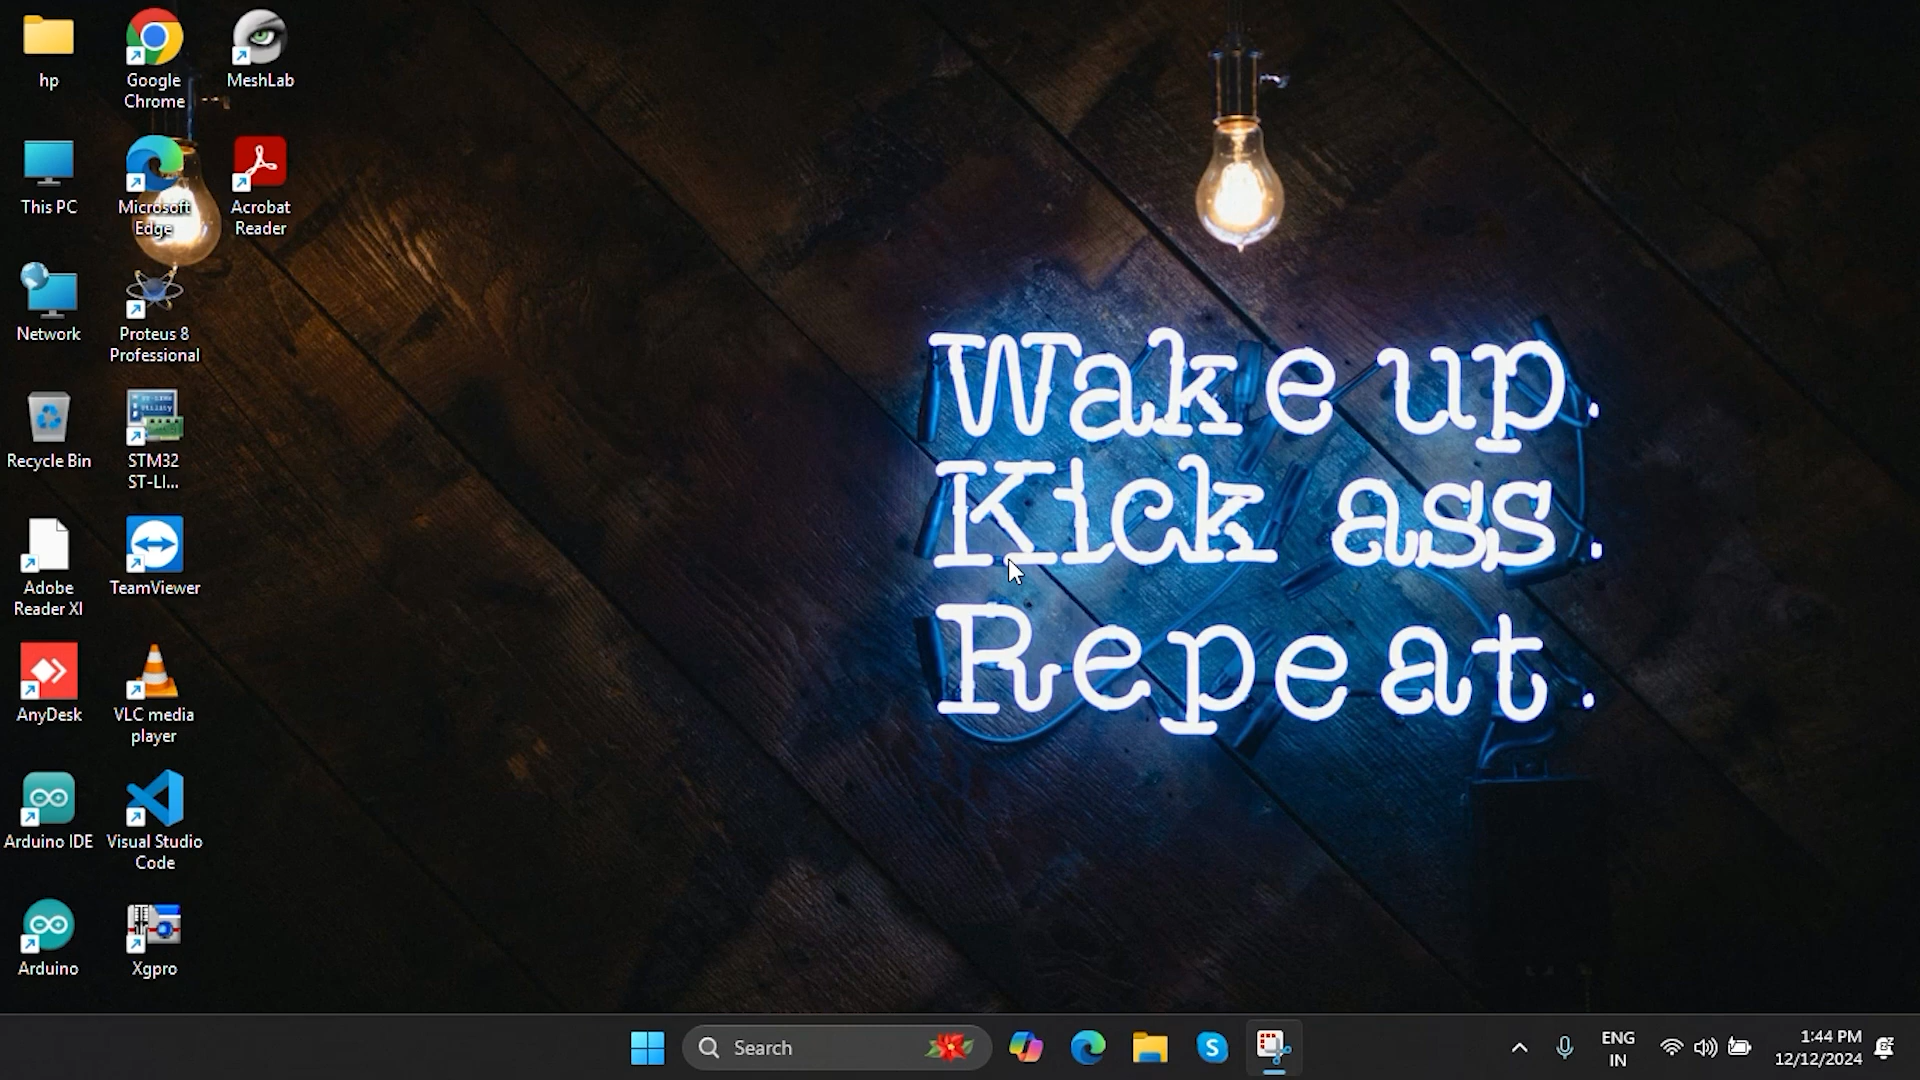 hp
Google
Chrome
MeshLab
This PC
Microsoft
Edge
Acrobat
Reader
Network
Proteus 8
Professional
Recycle Bin
STM32
ST-LI...
Adobe
Reader XI
TeamViewer
AnyDesk
VLC media
player
Arduino IDE
Visual Studio
Code
Arduino
Xgpro
Wake up.
Kick ass.
Repeat.
Search
ENG
IN
1:44 PM
12/12/2024